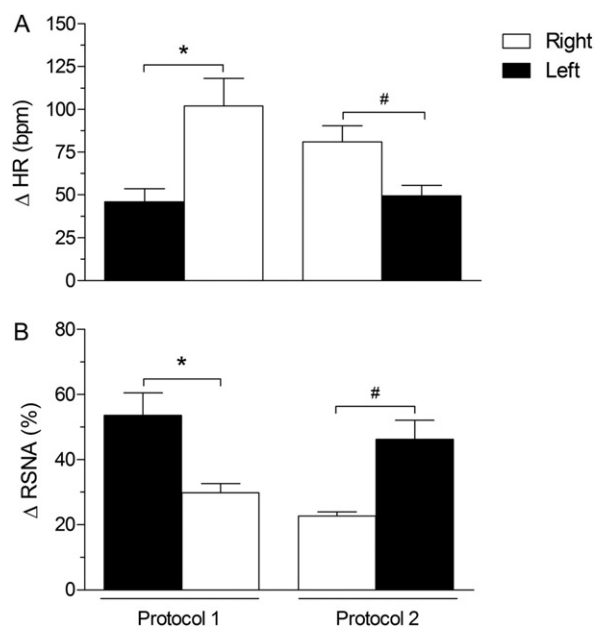 A
150
125
100
75
50
25
0
Δ HR (bpm)
*
#
Right
Left
B
80
60
40
20
0
Δ RSNA (%)
*
#
Protocol 1
Protocol 2